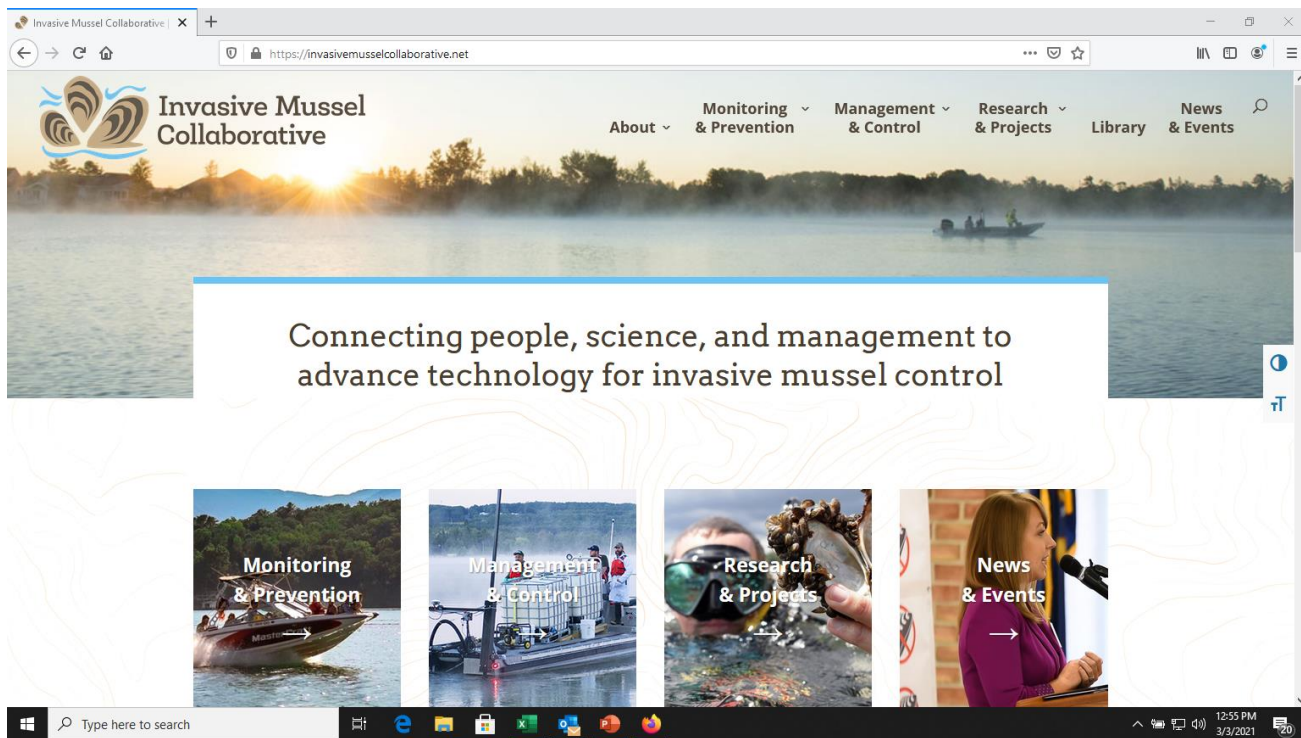 Invasive Mussel Collaborative |
https://invasivemusselcollaborative.net
Invasive Mussel
Collaborative
About
Monitoring
& Prevention
Management
& Control
Research
& Projects
Library
News
& Events
Connecting people, science, and management to
advance technology for invasive mussel control
TT
Monitoring
& Prevention
→
MasterCraft
Management
& Control
→
Research
& Projects
→
News
& Events
→
Type here to search
12:55 PM
3/3/2021
20